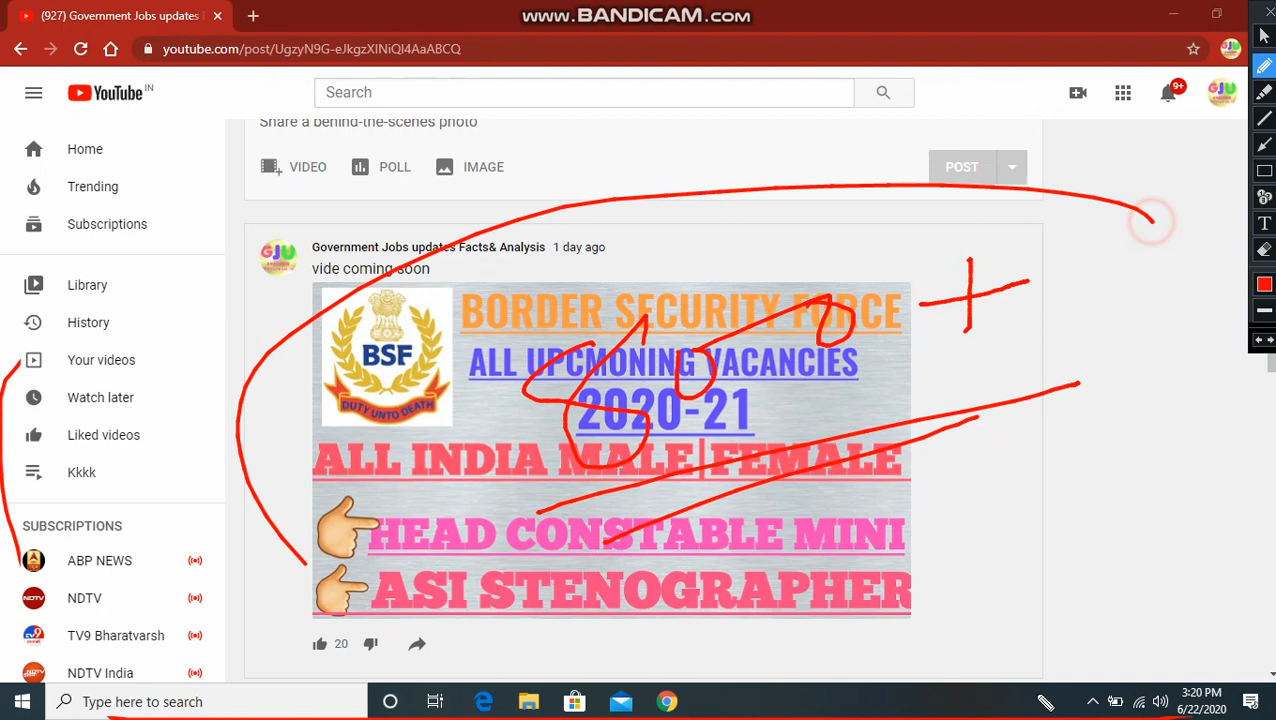 (927) Government Jobs updates
www.BANDICAM.com
youtube.com/post/UgzyN9G-eJkgzXINiQl4AaABCQ
YouTube IN
Search
9+
Home
Trending
Subscriptions
Library
History
Your videos
Watch later
Liked videos
Kkkk
SUBSCRIPTIONS
ABP NEWS
NDTV
TV9 Bharatvarsh
NDTV India
Share a behind-the-scenes photo
VIDEO
POLL
IMAGE
POST
GJU
Government Jobs updates Facts& Analysis 1 day ago
vide coming soon
BSF
DUTY UNTO DEATH
BORDER SECURITY FORCE
ALL UPCMONING VACANCIES
2020-21
ALL INDIA MALE|FEMALE
HEAD CONSTABLE MINI
ASI STENOGRAPHER
20
Type here to search
3:20 PM
6/22/2020